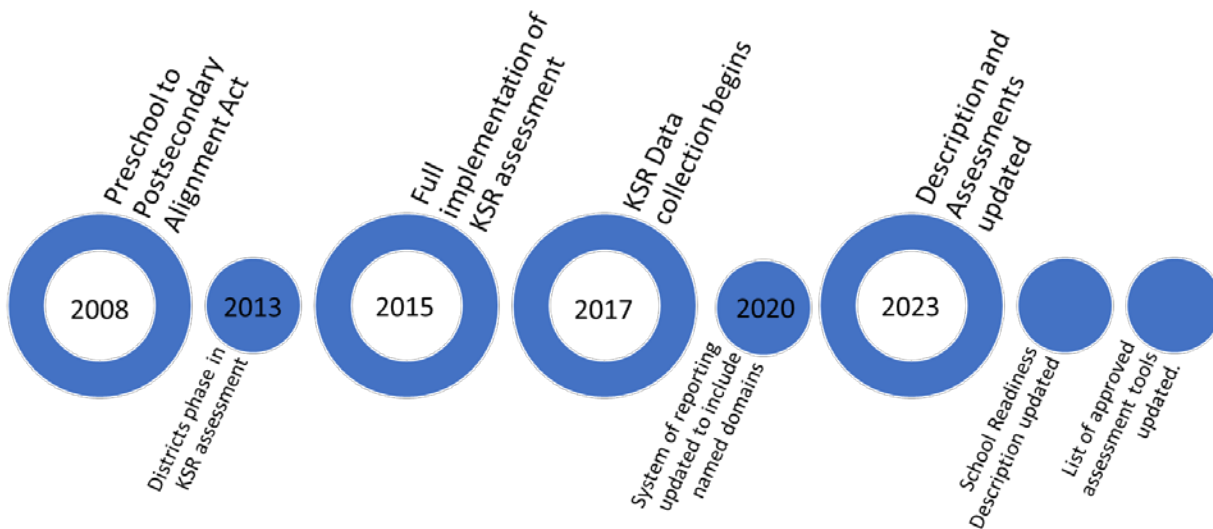 Preschool to
Postsecondary
Alignment Act
2008
2013
Districts phase in
KSR assessment
Full
implementation of
KSR assessment
2015
KSR Data
collection begins
2017
2020
System of reporting
updated to include
named domains
Description and
Assessments
updated
2023
School Readiness
Description updated
List of approved
assessment tools
updated.